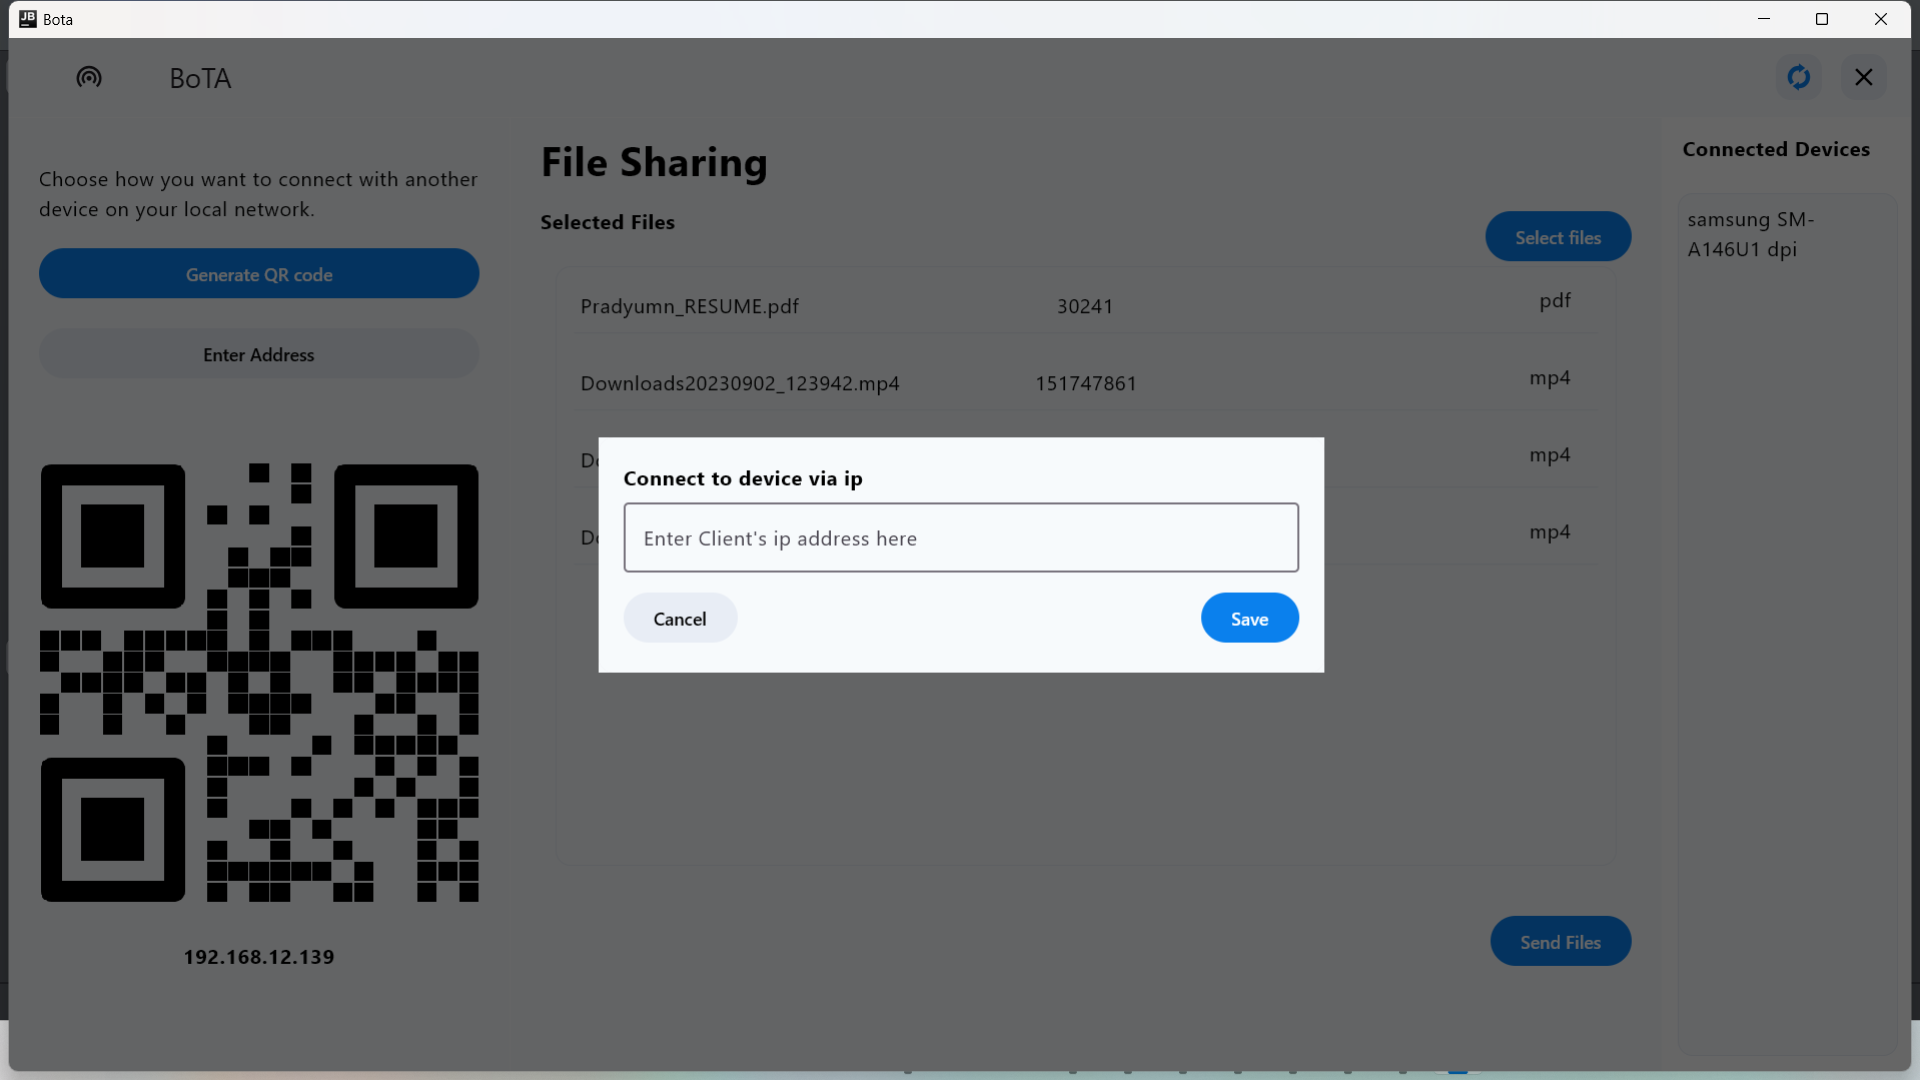 JB Bota
BoTA
Choose how you want to connect with another
device on your local network.
Generate QR code
Enter Address
192.168.12.139
File Sharing
Selected Files
Select files
Pradyumn_RESUME.pdf 30241 pdf
Downloads20230902_123942.mp4 151747861 mp4
mp4
mp4
Connect to device via ip
Enter Client's ip address here
Cancel
Save
Send Files
Connected Devices
samsung SM-
A146U1 dpi